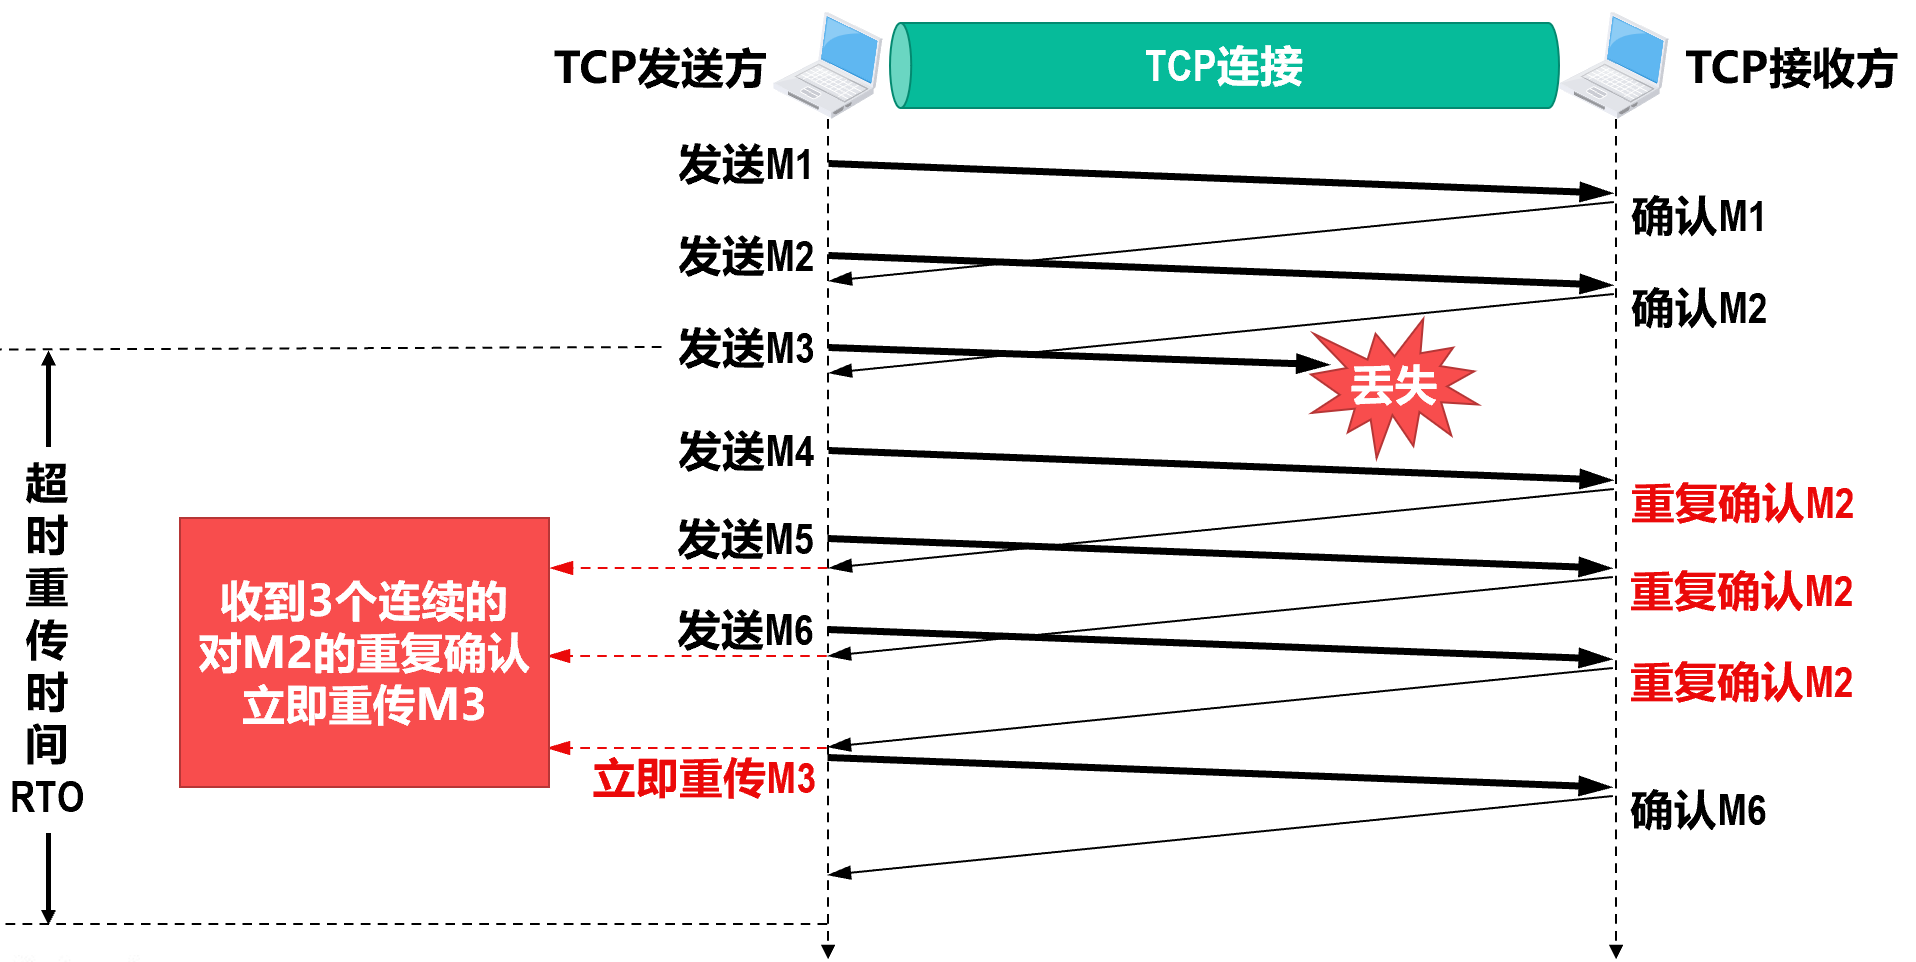 TCP发送方
TCP连接
TCP接收方
发送M1
确认M1
发送M2
确认M2
发送M3
丢失
发送M4
重复确认M2
发送M5
重复确认M2
发送M6
重复确认M2
超时重传时间
RTO
收到3个连续的
对M2的重复确认
立即重传M3
立即重传M3
确认M6